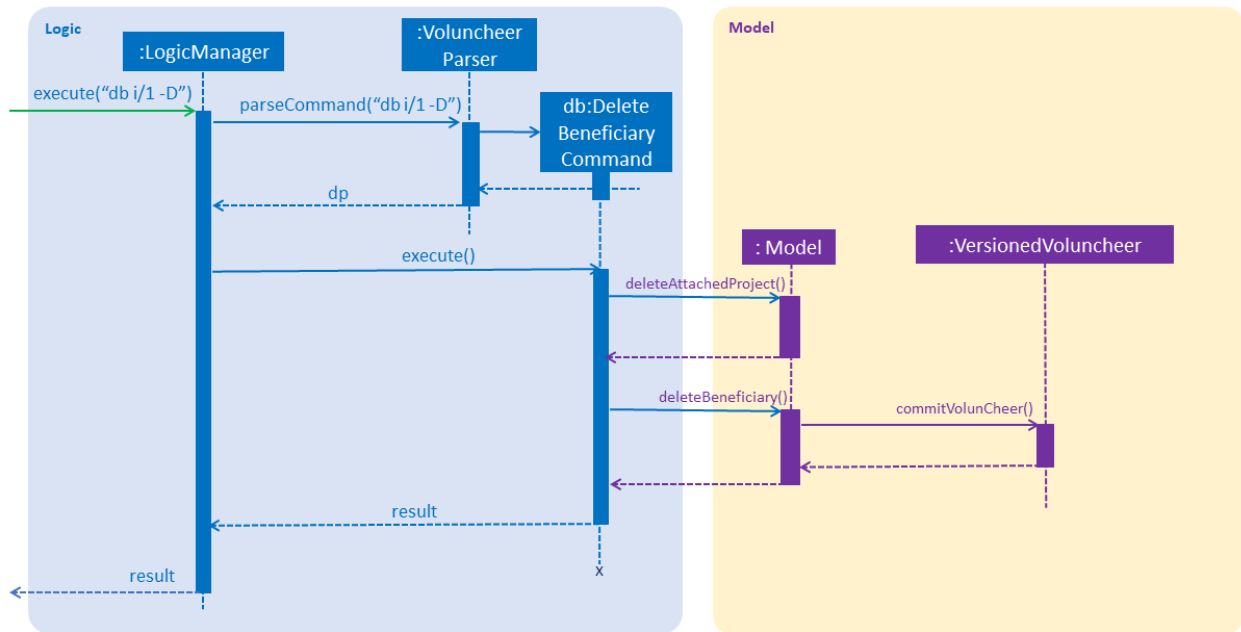 Logic
Model
:LogicManager
:Voluncheer
Parser
execute(“db i/1 -D”)
parseCommand(“db i/1 -D”)
db:Delete
Beneficiary
Command
dp
: Model
:VersionedVoluncheer
execute()
deleteAttachedProject()
deleteBeneficiary()
commitVolunCheer()
result
X
result